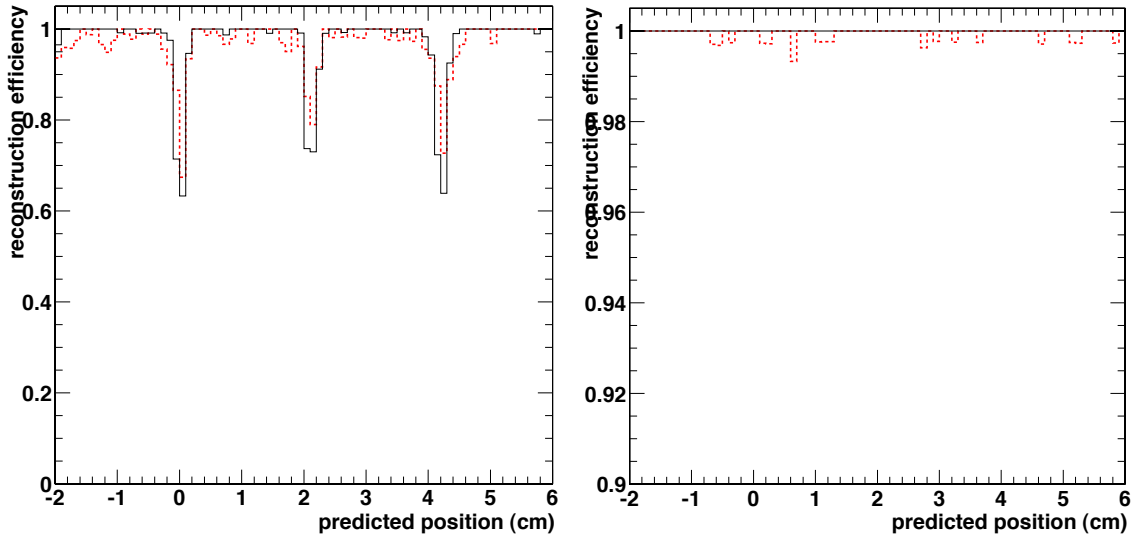 reconstruction efficiency
1
0.8
0.6
0.4
0.2
0
-2 -1 0 1 2 3 4 5 6
predicted position (cm)
reconstruction efficiency
1
0.98
0.96
0.94
0.92
0.9
-2 -1 0 1 2 3 4 5 6
predicted position (cm)